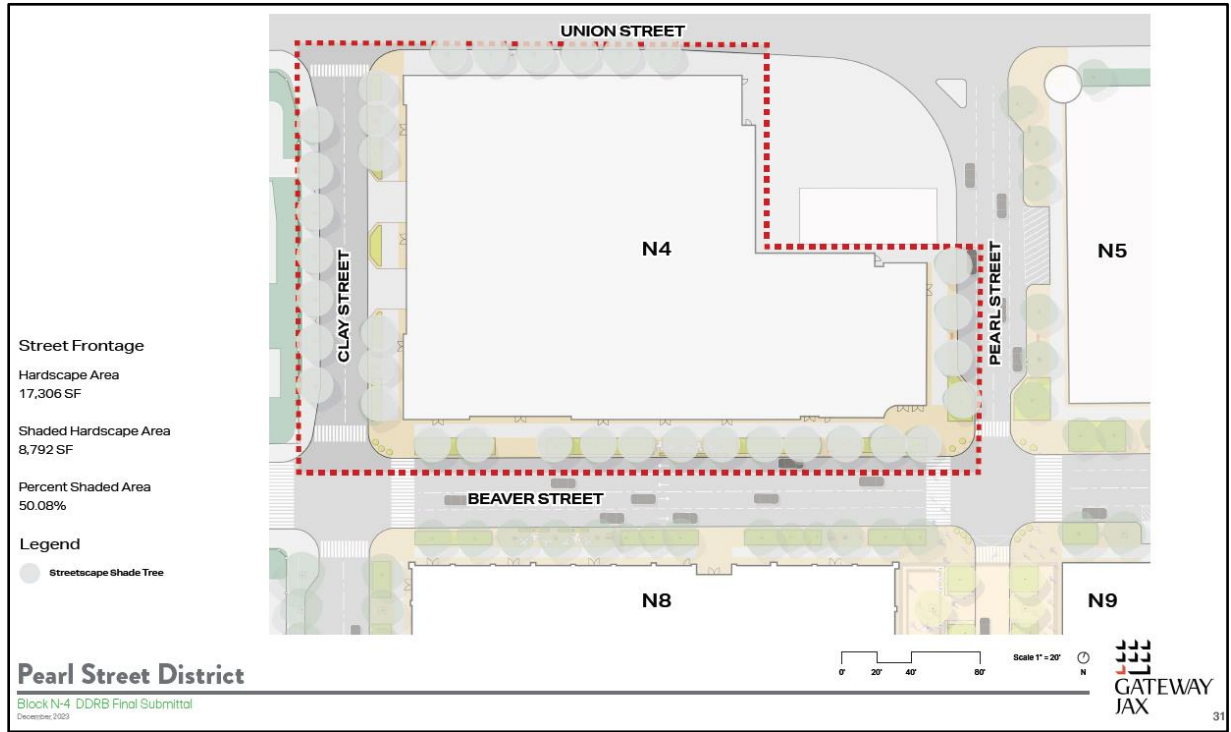 UNION STREET
CLAY STREET
N4
PEARL STREET
N5
BEAVER STREET
N8
N9
Street Frontage
Hardscape Area
17,306 SF
Shaded Hardscape Area
8,792 SF
Percent Shaded Area
50.08%
Legend
Streetscape Shade Tree
0'
20'
40'
80'
Scale 1" = 20'
N
Pearl Street District
Block N-4 DDRB Final Submittal
December, 2023
GATEWAY
JAX
31